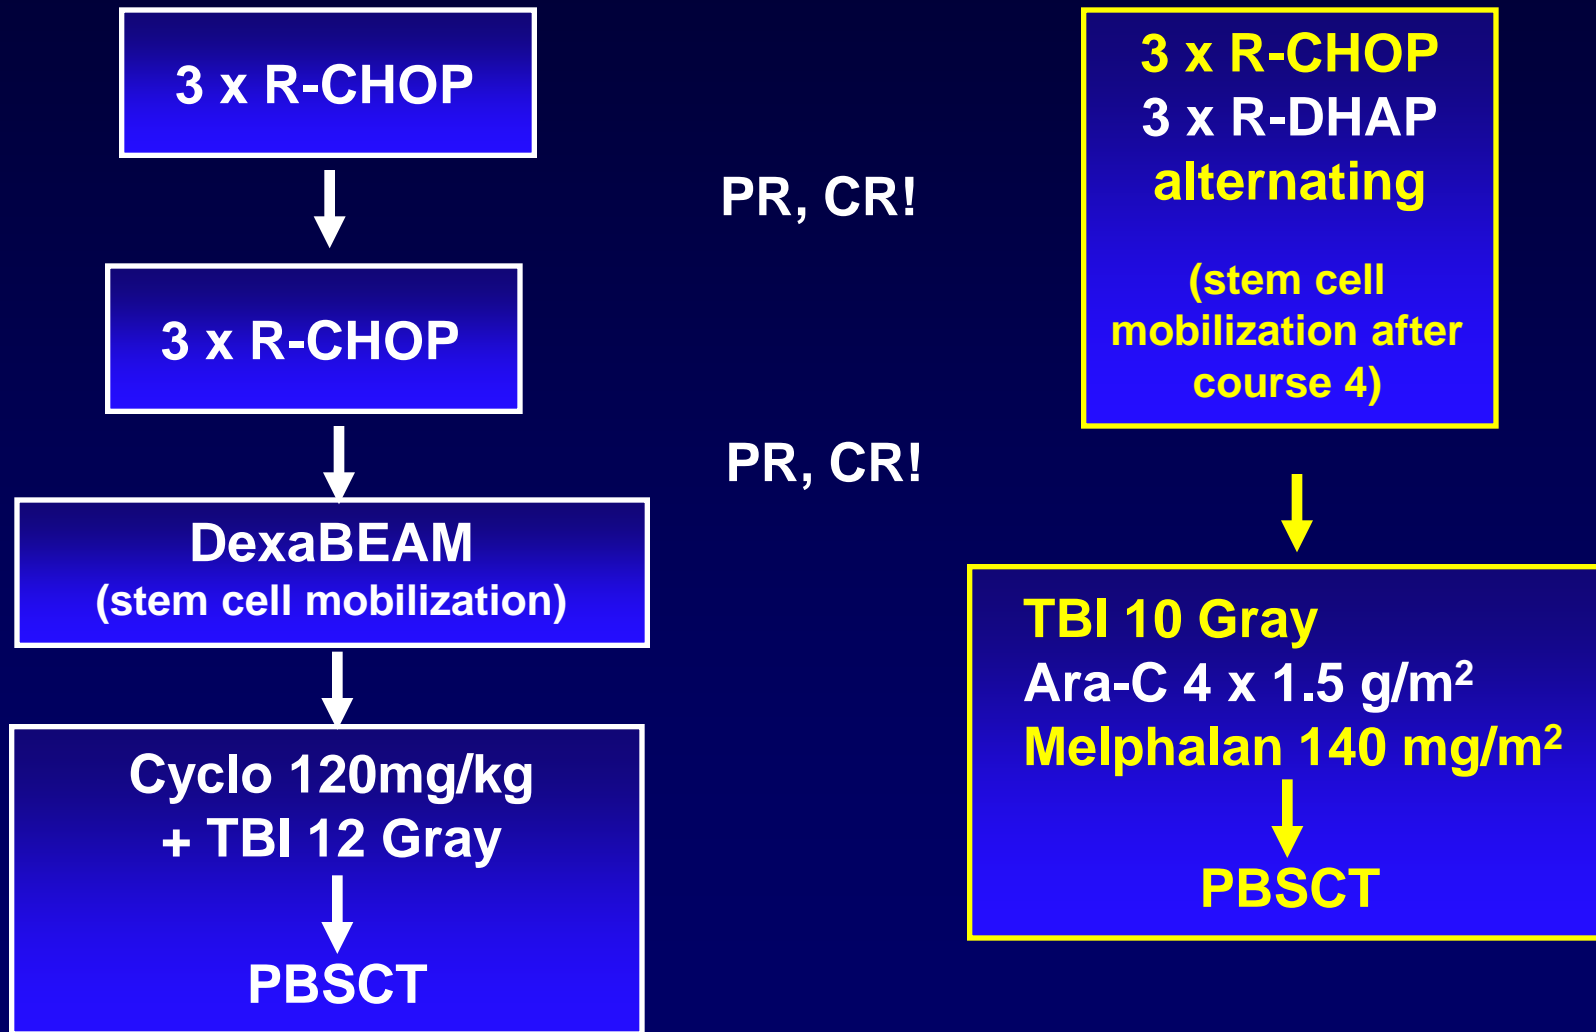 3 x R-CHOP
3 x R-CHOP
DexaBEAM
(stem cell mobilization)
Cyclo 120mg/kg
+ TBI 12 Gray
PBSCT
PR, CR!
PR, CR!
3 x R-CHOP
3 x R-DHAP
alternating
(stem cell
mobilization after
course 4)
TBI 10 Gray
Ara-C 4 x 1.5 g/m²
Melphalan 140 mg/m²
PBSCT